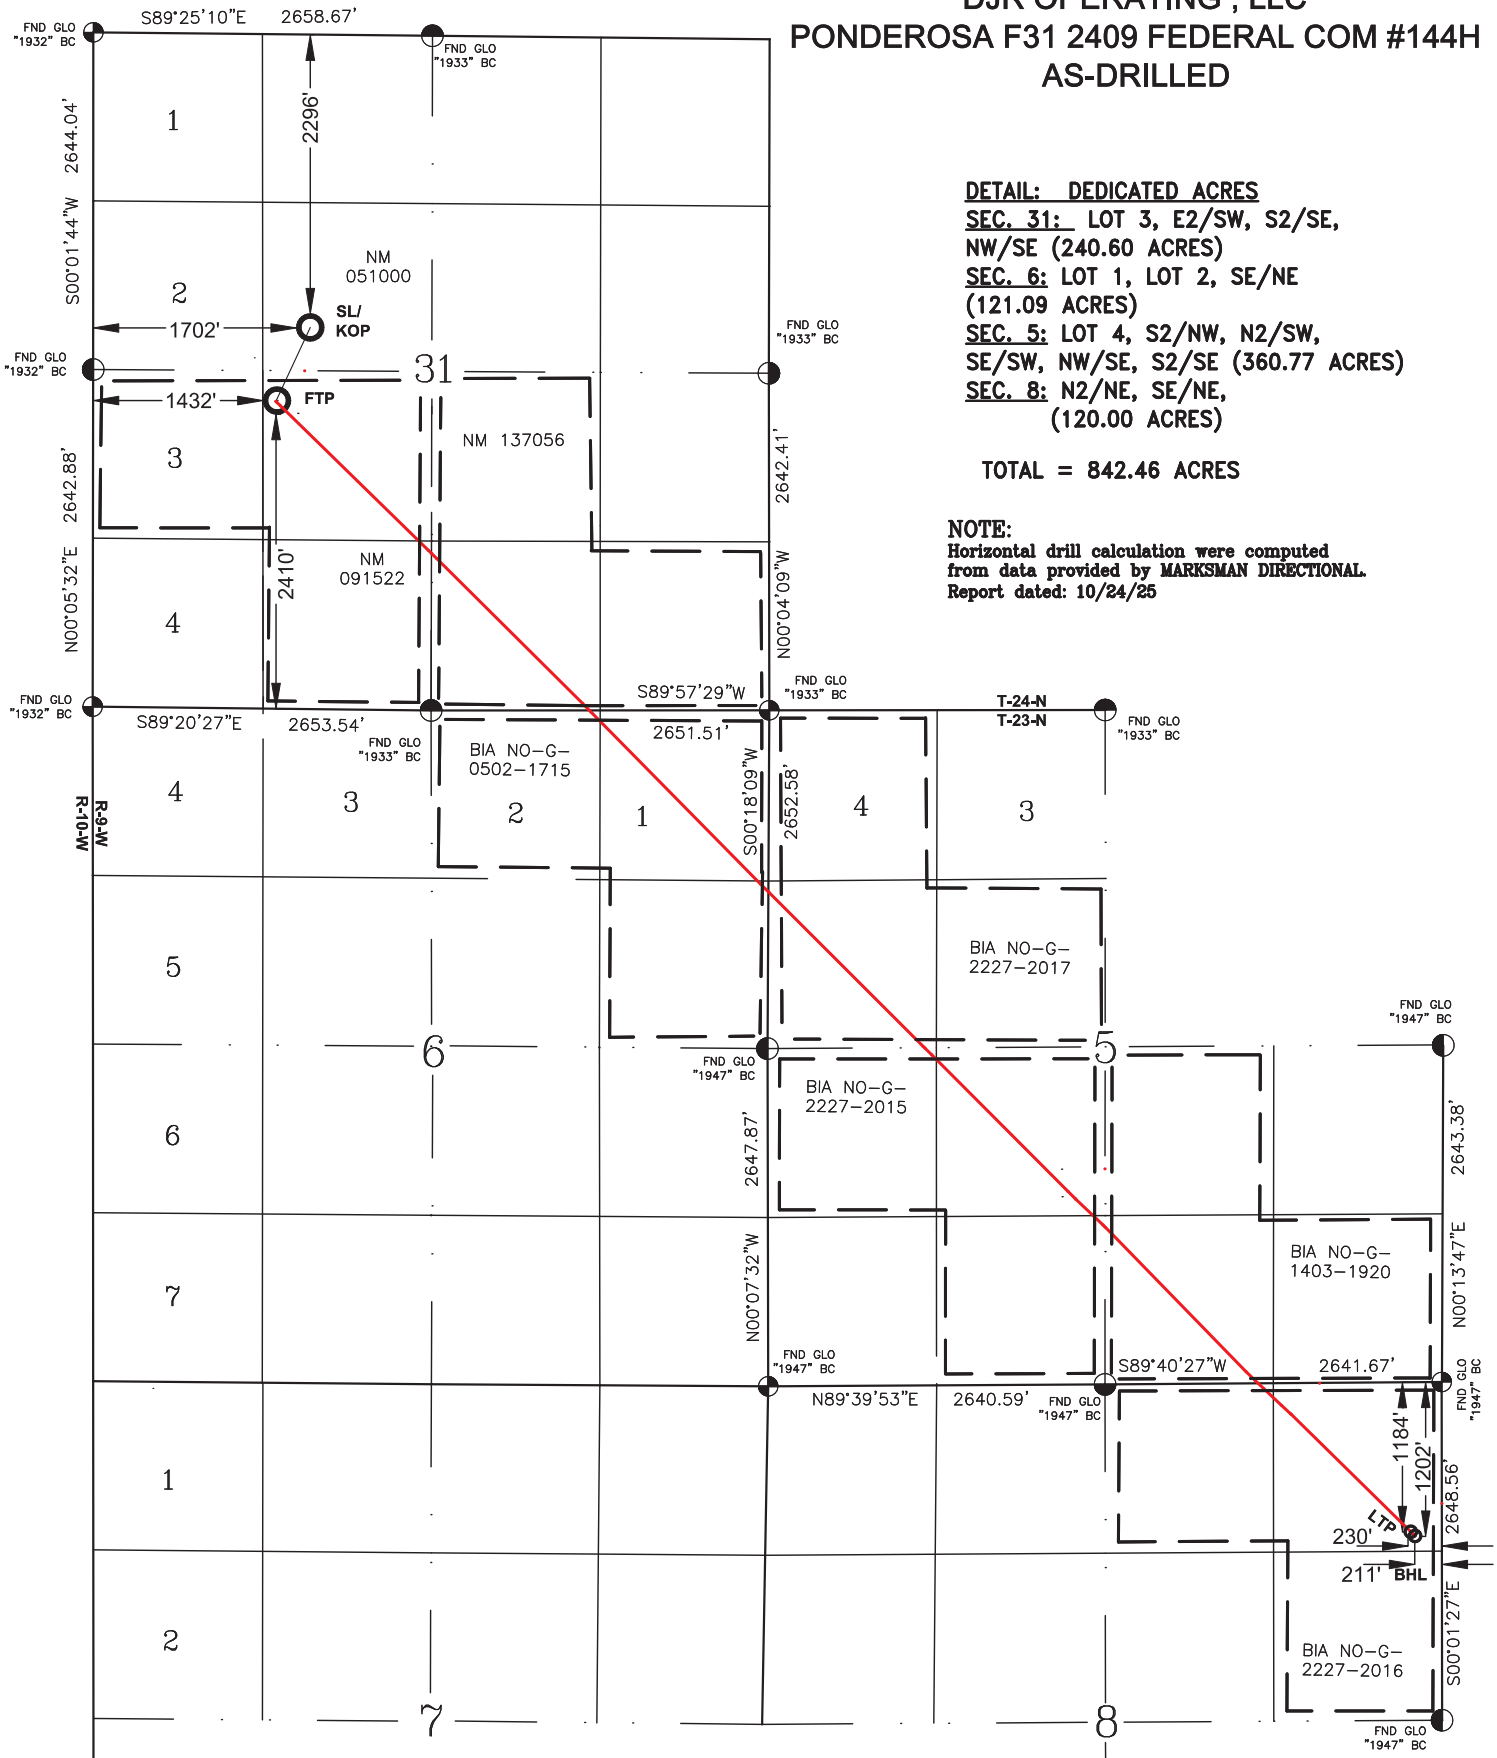 DJR OPERATING , LLC
PONDEROSA F31 2409 FEDERAL COM #144H
AS-DRILLED
S89°25'10"E 2658.67'
FND GLO
"1932" BC
FND GLO
"1933" BC
2644.04'
S00°01'44"W
1
2296'
NM
051000
2
SL/
KOP
1702'
FND GLO
"1933" BC
FND GLO
"1932" BC
31
1432'
FTP
NM 137056
3
2642.88'
N00°05'32"E
2642.41'
N00°04'09"W
2410'
NM
091522
4
DETAIL: DEDICATED ACRES
SEC. 31: LOT 3, E2/SW, S2/SE,
NW/SE (240.60 ACRES)
SEC. 6: LOT 1, LOT 2, SE/NE
(121.09 ACRES)
SEC. 5: LOT 4, S2/NW, N2/SW,
SE/SW, NW/SE, S2/SE (360.77 ACRES)
SEC. 8: N2/NE, SE/NE,
(120.00 ACRES)
TOTAL = 842.46 ACRES
NOTE:
Horizontal drill calculation were computed
from data provided by MARKSMAN DIRECTIONAL.
Report dated: 10/24/25
FND GLO
"1932" BC
S89°20'27"E 2653.54'
FND GLO
"1933" BC
S89°57'29"W
2651.51'
FND GLO
"1933" BC
T-24-N
T-23-N
FND GLO
"1933" BC
BIA NO-G-
0502-1715
R-9-W
R-10-W
4
3
2
1
S00°18'09"W
2652.58'
4
3
5
BIA NO-G-
2227-2017
6
FND GLO
"1947" BC
5
FND GLO
"1947" BC
BIA NO-G-
2227-2015
6
2647.87'
N00°07'32"W
2643.38'
N00°13'47"E
7
BIA NO-G-
1403-1920
FND GLO
"1947" BC
N89°39'53"E 2640.59'
FND GLO
"1947" BC
S89°40'27"W 2641.67'
FND GLO
"1947" BC
1
1184'
1202'
2648.56'
S00°01'27"E
LTP
230'
211' BHL
2
BIA NO-G-
2227-2016
7
8
FND GLO
"1947" BC